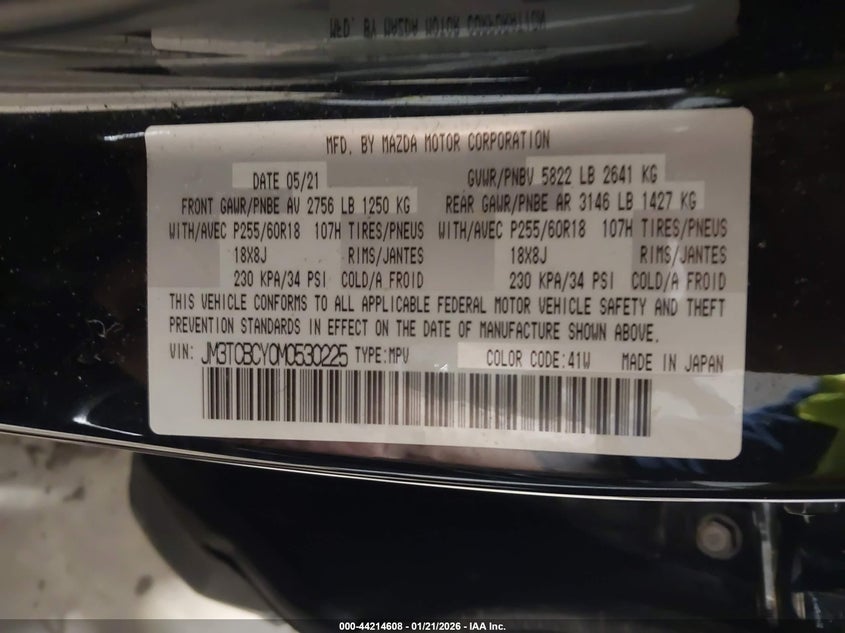 MFD. BY MAZDA MOTOR CORPORATION
MFD. BY MAZDA MOTOR CORPORATION
DATE 05/21 GVWR/PNBV 5822 LB 2641 KG
FRONT GAWR/PNBE AV 2756 LB 1250 KG REAR GAWR/PNBE AR 3146 LB 1427 KG
WITH/AVEC P255/60R18 107H TIRES/PNEUS WITH/AVEC P255/60R18 107H TIRES/PNEUS
18X8J RIMS/JANTES 18X8J RIMS/JANTES
230 KPA/34 PSI COLD/A FROID 230 KPA/34 PSI COLD/A FROID
THIS VEHICLE CONFORMS TO ALL APPLICABLE FEDERAL MOTOR VEHICLE SAFETY AND THEFT
PREVENTION STANDARDS IN EFFECT ON THE DATE OF MANUFACTURE SHOWN ABOVE.
VIN: JM3TCBCY0M0530225 TYPE:MPV COLOR CODE:41W MADE IN JAPAN
000-44214608 - 01/21/2026 - IAA Inc.